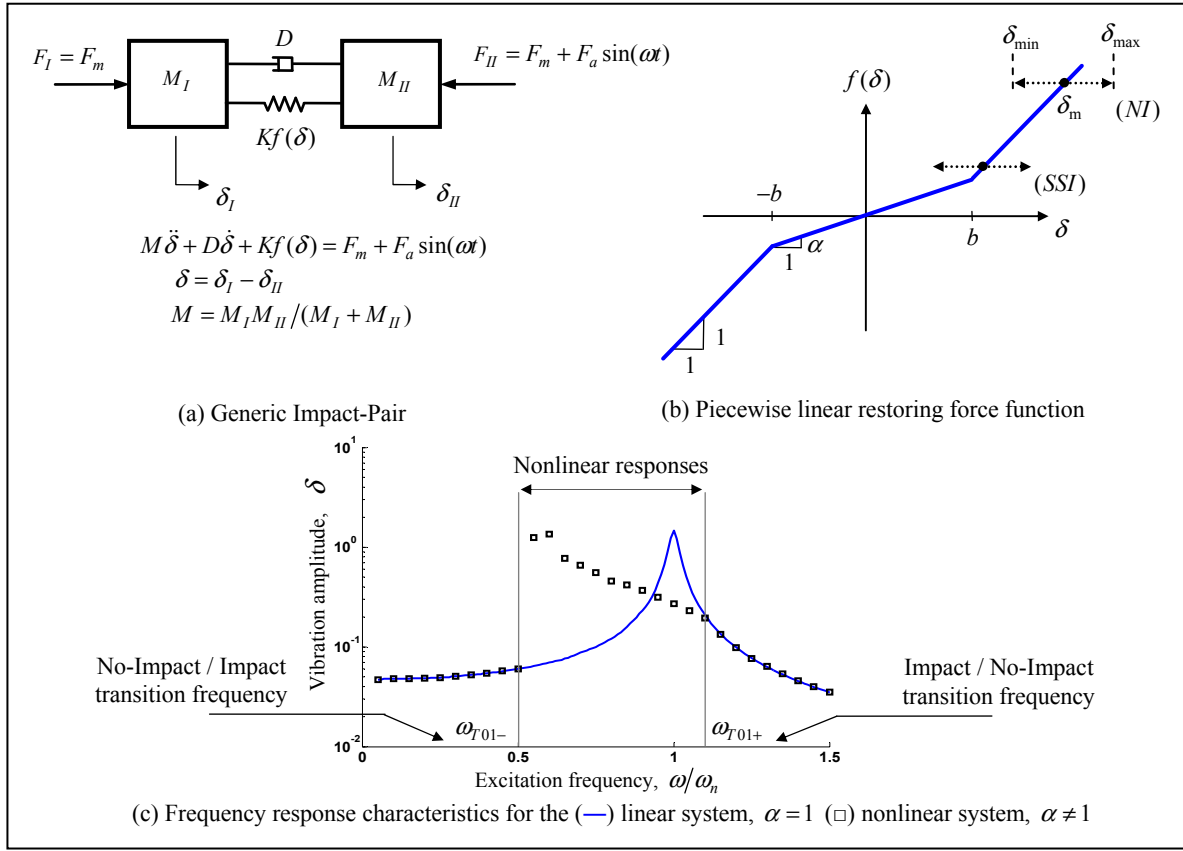 D
F_I = F_m
M_I
M_II
F_II = F_m + F_a sin(ωt)
Kf(δ)
δ_I
δ_II
Mδ̈ + Dδ̇ + Kf(δ) = F_m + F_a sin(ωt)
δ = δ_I − δ_II
M = M_I M_II/(M_I + M_II)
(a) Generic Impact-Pair
δ_min
δ_max
f(δ)
δ_m
(NI)
(SSI)
−b
b
δ
α
1
1
1
(b) Piecewise linear restoring force function
Nonlinear responses
Vibration amplitude, δ
10^1
10^0
10^-1
10^-2
No-Impact / Impact
transition frequency
ω_T01−
ω_T01+
Impact / No-Impact
transition frequency
0
0.5
1
1.5
Excitation frequency, ω/ω_n
(c) Frequency response characteristics for the (—) linear system, α = 1 (□) nonlinear system, α ≠ 1